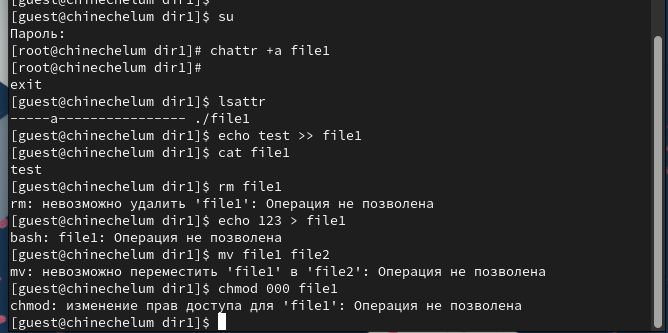 [guest@chinechelum dir1]$
[guest@chinechelum dir1]$ su
Пароль:
[root@chinechelum dir1]# chattr +a file1
[root@chinechelum dir1]#
exit
[guest@chinechelum dir1]$ lsattr
-----a---------------- ./file1
[guest@chinechelum dir1]$ echo test >> file1
[guest@chinechelum dir1]$ cat file1
test
[guest@chinechelum dir1]$ rm file1
rm: невозможно удалить 'file1': Операция не позволена
[guest@chinechelum dir1]$ echo 123 > file1
bash: file1: Операция не позволена
[guest@chinechelum dir1]$ mv file1 file2
mv: невозможно переместить 'file1' в 'file2': Операция не позволена
[guest@chinechelum dir1]$ chmod 000 file1
chmod: изменение прав доступа для 'file1': Операция не позволена
[guest@chinechelum dir1]$